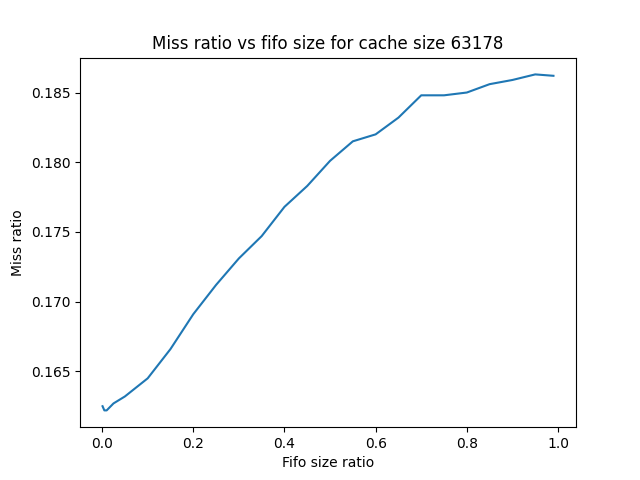 Miss ratio vs fifo size for cache size 63178
0.185
0.180
0.175
0.170
0.165
Miss ratio
0.0 0.2 0.4 0.6 0.8 1.0
Fifo size ratio